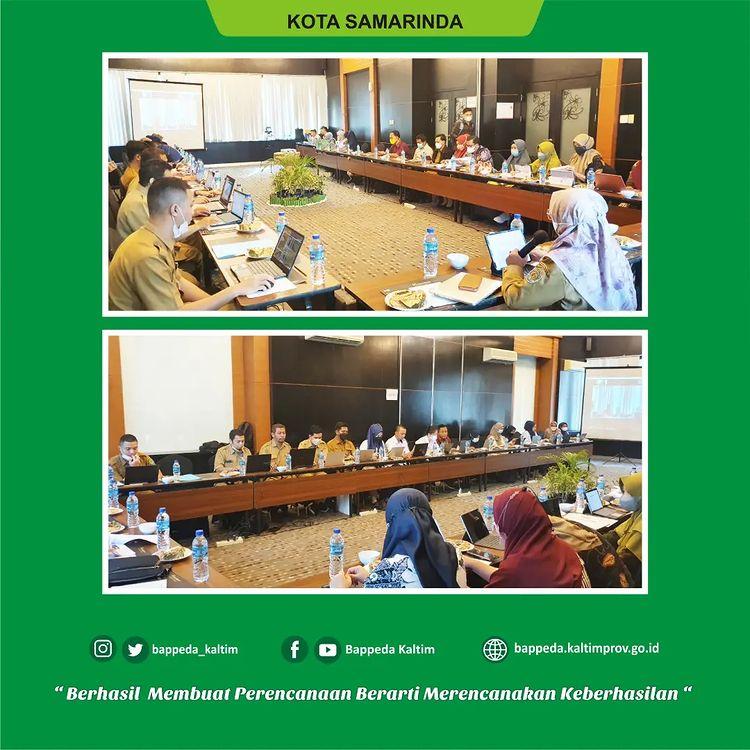 KOTA SAMARINDA
bappeda_kaltim
Bappeda Kaltim
bappeda.kaltimprov.go.id
“ Berhasil Membuat Perencanaan Berarti Merencanakan Keberhasilan “